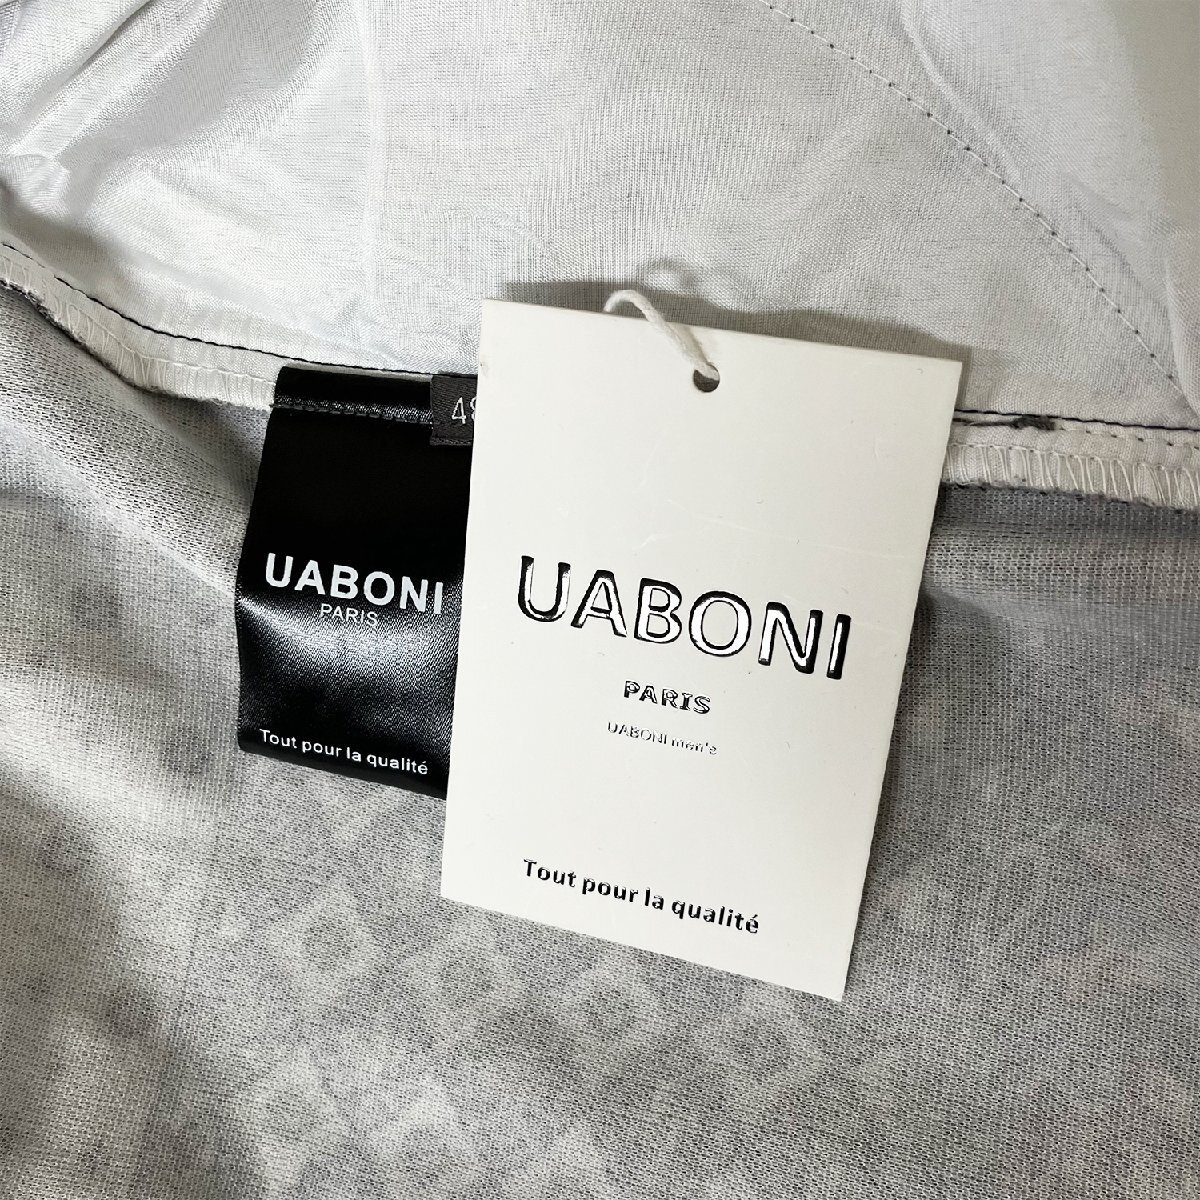 UABONI
PARIS
Tout pour la qualité
UABONI
PARIS
UABONI men's
Tout pour la qualité